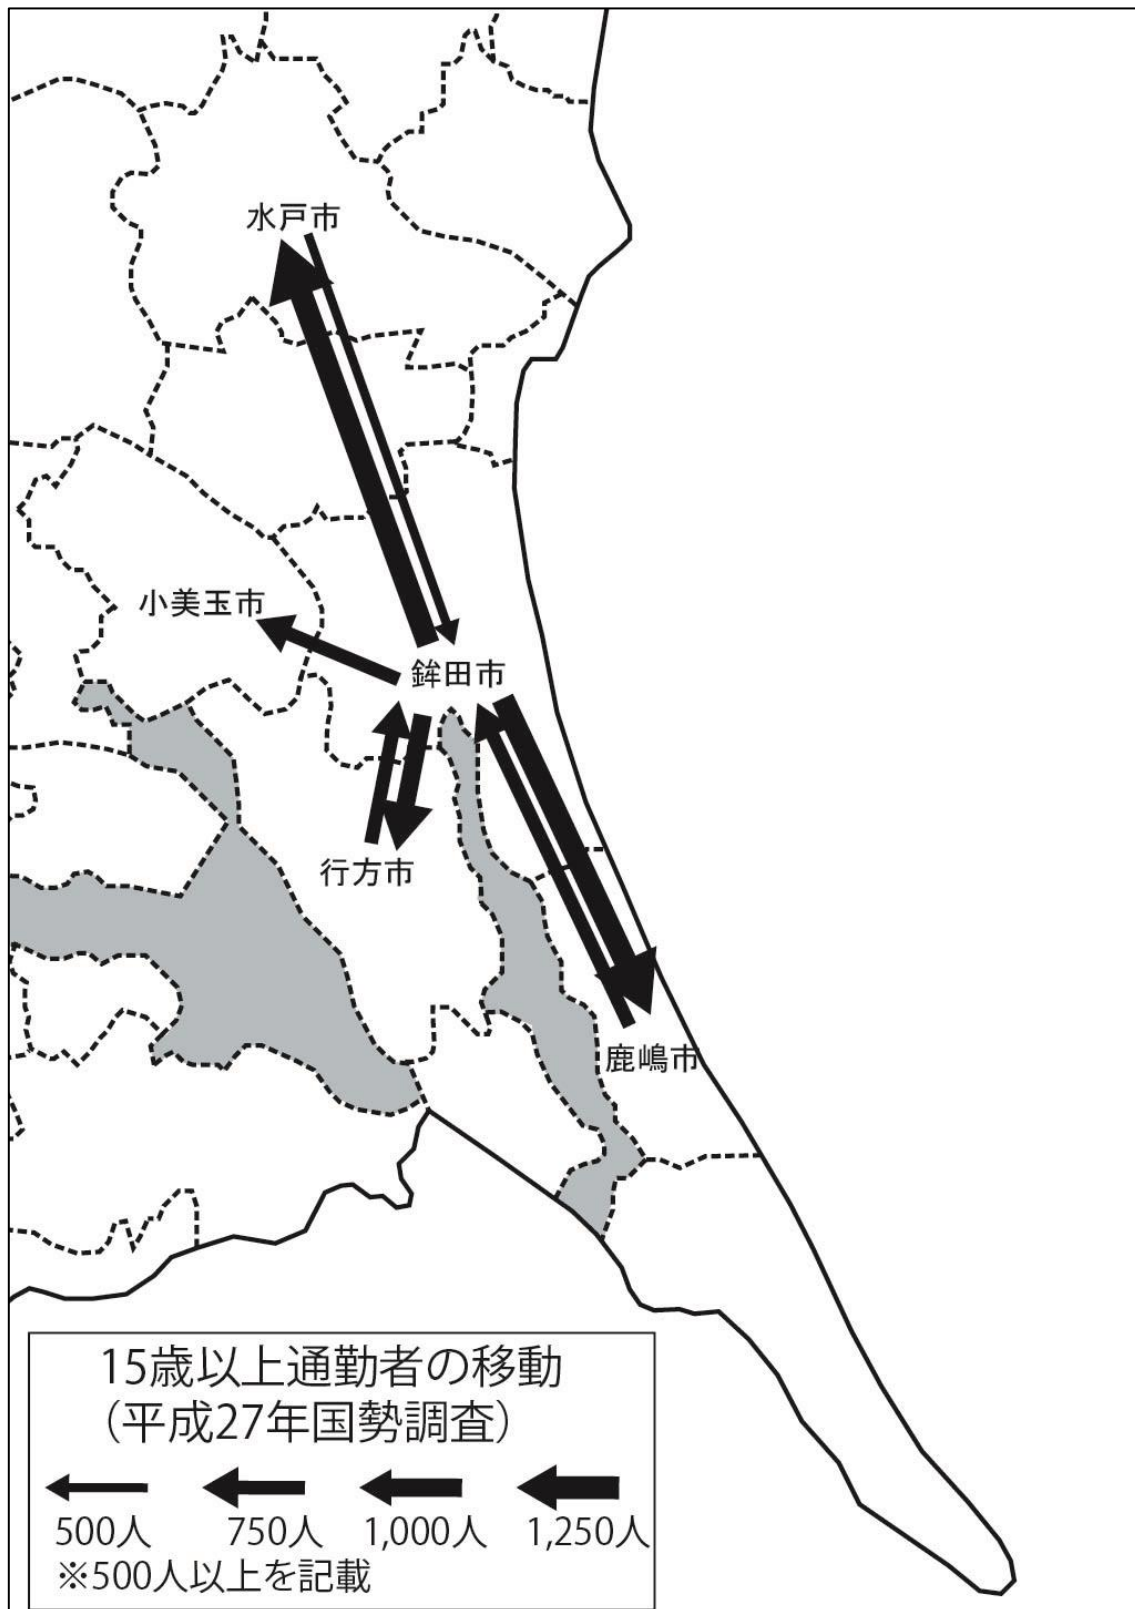 水戸市
小美玉市
鉾田市
行方市
鹿嶋市
15歳以上通勤者の移動
（平成27年国勢調査）
500人 750人 1,000人 1,250人
※500人以上を記載